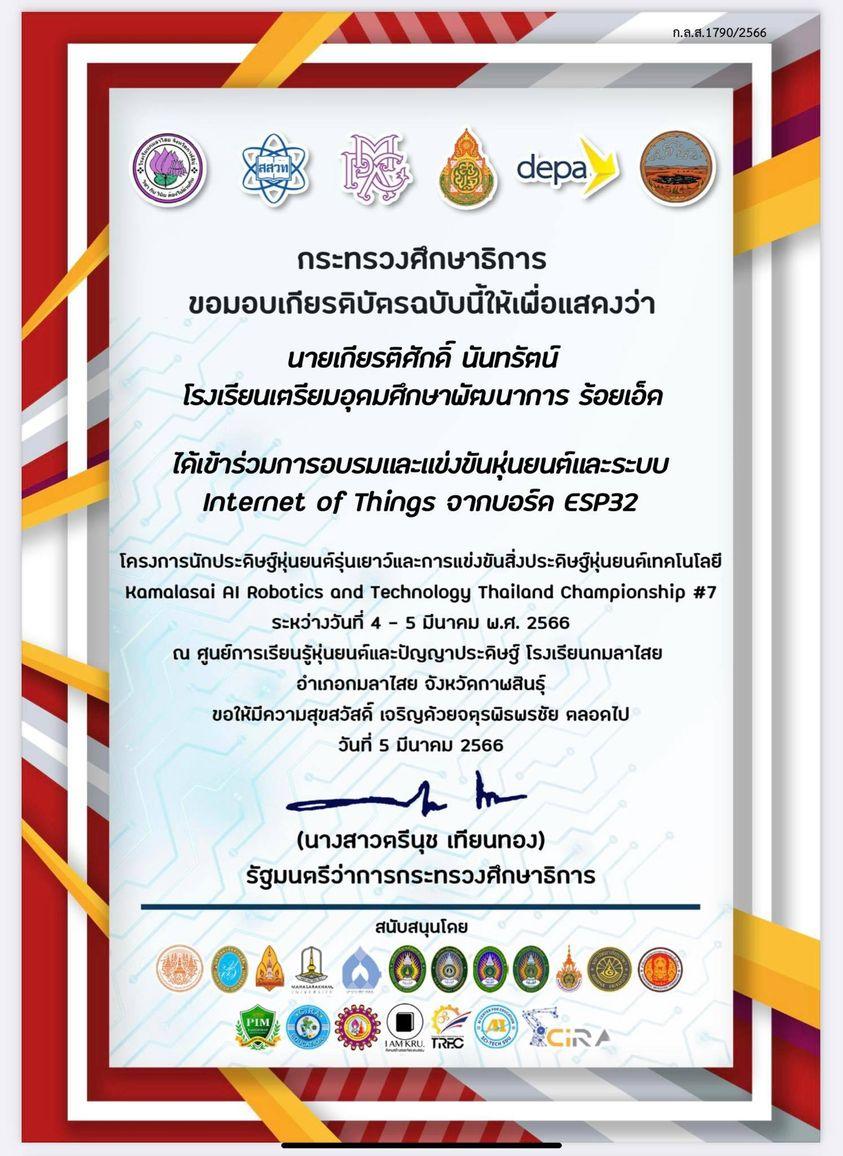 ก.ล.ส.1790/2566
สสวท
depa
กระทรวงศึกษาธิการ
ขอมอบเกียรติบัตรฉบับนี้ให้เพื่อแสดงว่า
นายเกียรติศักดิ์ นันทรัตน์
โรงเรียนเตรียมอุดมศึกษาพัฒนาการ ร้อยเอ็ด
ได้เข้าร่วมการอบรมและแข่งขันหุ่นยนต์และระบบ
Internet of Things จากบอร์ด ESP32
โครงการนักประดิษฐ์หุ่นยนต์รุ่นเยาว์และการแข่งขันสิ่งประดิษฐ์หุ่นยนต์เทคโนโลยี
Kamalasai AI Robotics and Technology Thailand Championship #7
ระหว่างวันที่ 4 - 5 มีนาคม พ.ศ. 2566
ณ ศูนย์การเรียนรู้หุ่นยนต์และปัญญาประดิษฐ์ โรงเรียนกมลาไสย
อำเภอกมลาไสย จังหวัดกาฬสินธุ์
ขอให้มีความสุขสวัสดิ์ เจริญด้วยจตุรพิธพรชัย ตลอดไป
วันที่ 5 มีนาคม 2566
(นางสาวตรีนุช เทียนทอง)
รัฐมนตรีว่าการกระทรวงศึกษาธิการ
สนับสนุนโดย
PIM
I AM KRU.
TRRC
AI
SCI-TECH SDU
CiRA